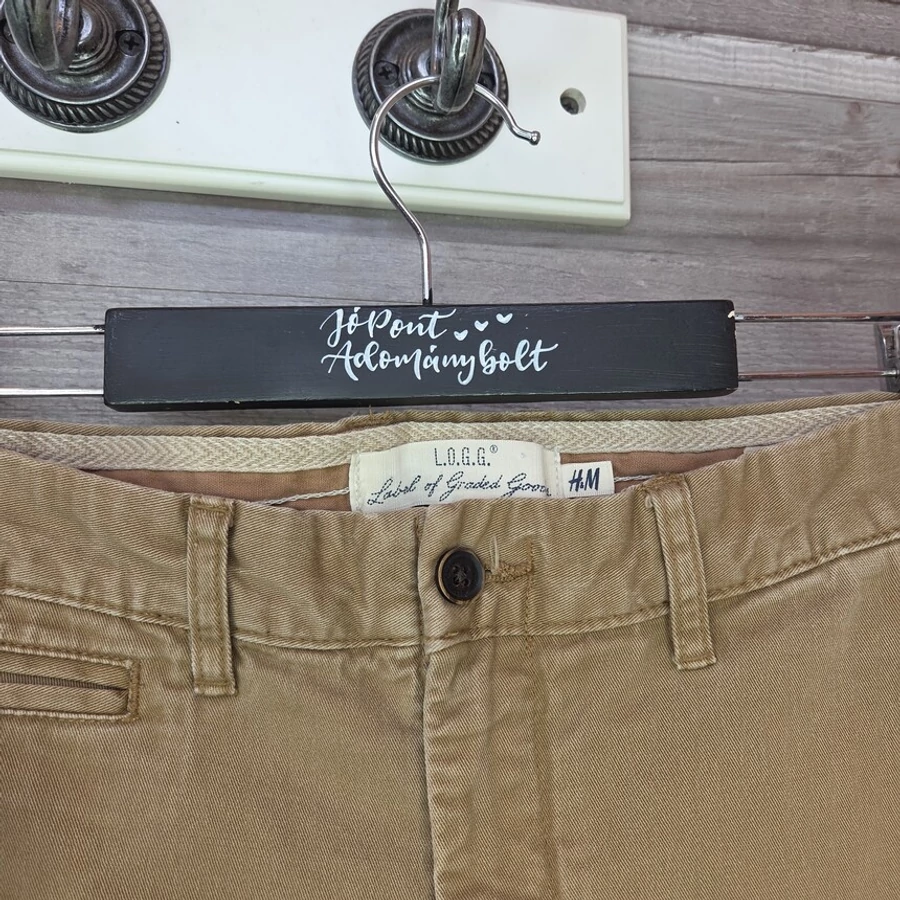 JóPont
Adománybolt
L.O.G.G.®
Label of Graded Goods
H&M